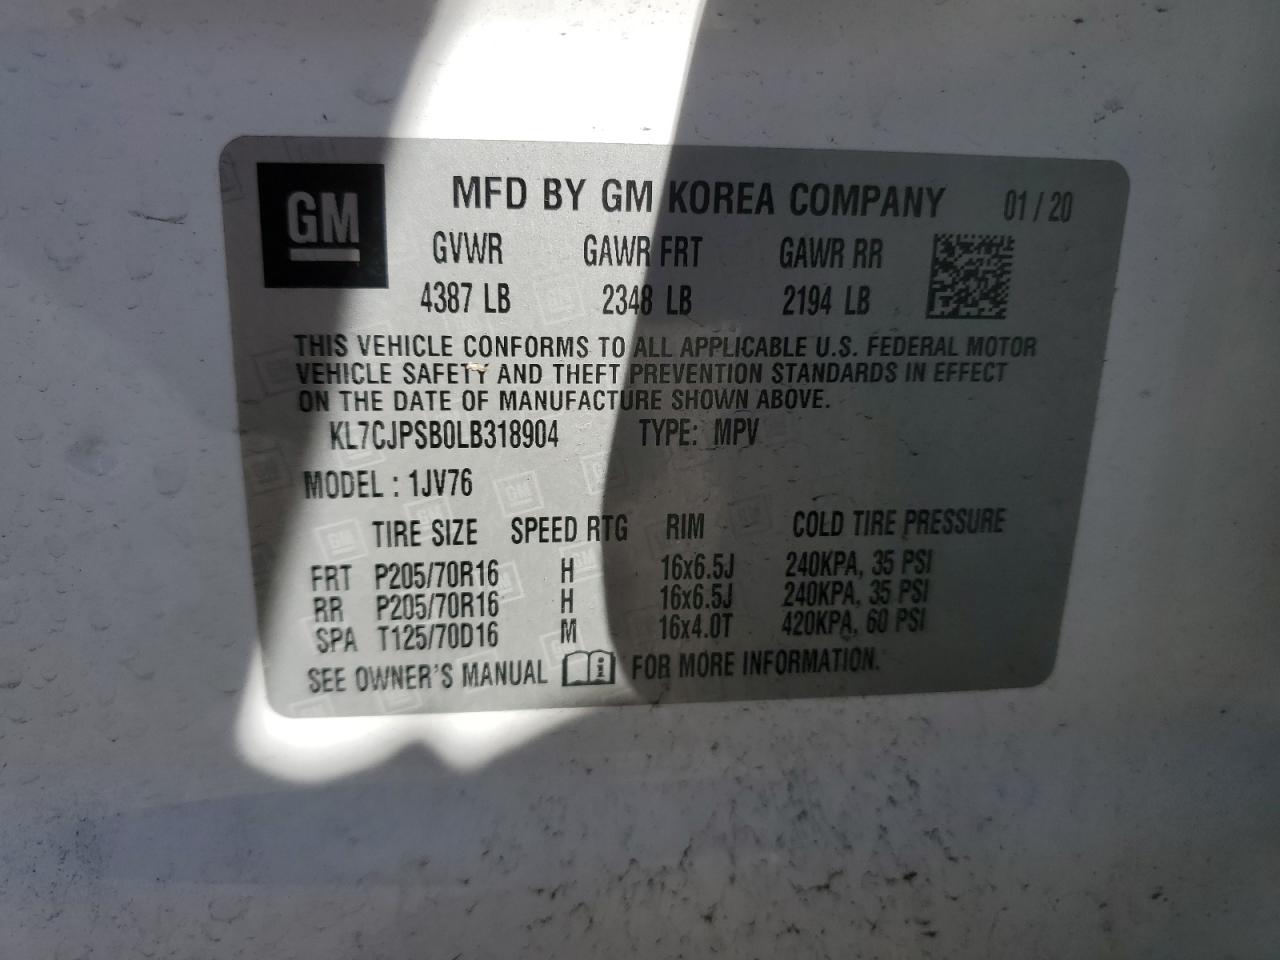 GM
MFD BY GM KOREA COMPANY 01/20
GVWR GAWR FRT GAWR RR
4387 LB 2348 LB 2194 LB
THIS VEHICLE CONFORMS TO ALL APPLICABLE U.S. FEDERAL MOTOR
VEHICLE SAFETY AND THEFT PREVENTION STANDARDS IN EFFECT
ON THE DATE OF MANUFACTURE SHOWN ABOVE.
KL7CJPSB0LB318904 TYPE: MPV
MODEL : 1JV76
TIRE SIZE SPEED RTG RIM COLD TIRE PRESSURE
FRT P205/70R16 H 16x6.5J 240KPA, 35 PSI
RR P205/70R16 H 16x6.5J 240KPA, 35 PSI
SPA T125/70D16 M 16x4.0T 420KPA, 60 PSI
SEE OWNER'S MANUAL i FOR MORE INFORMATION.